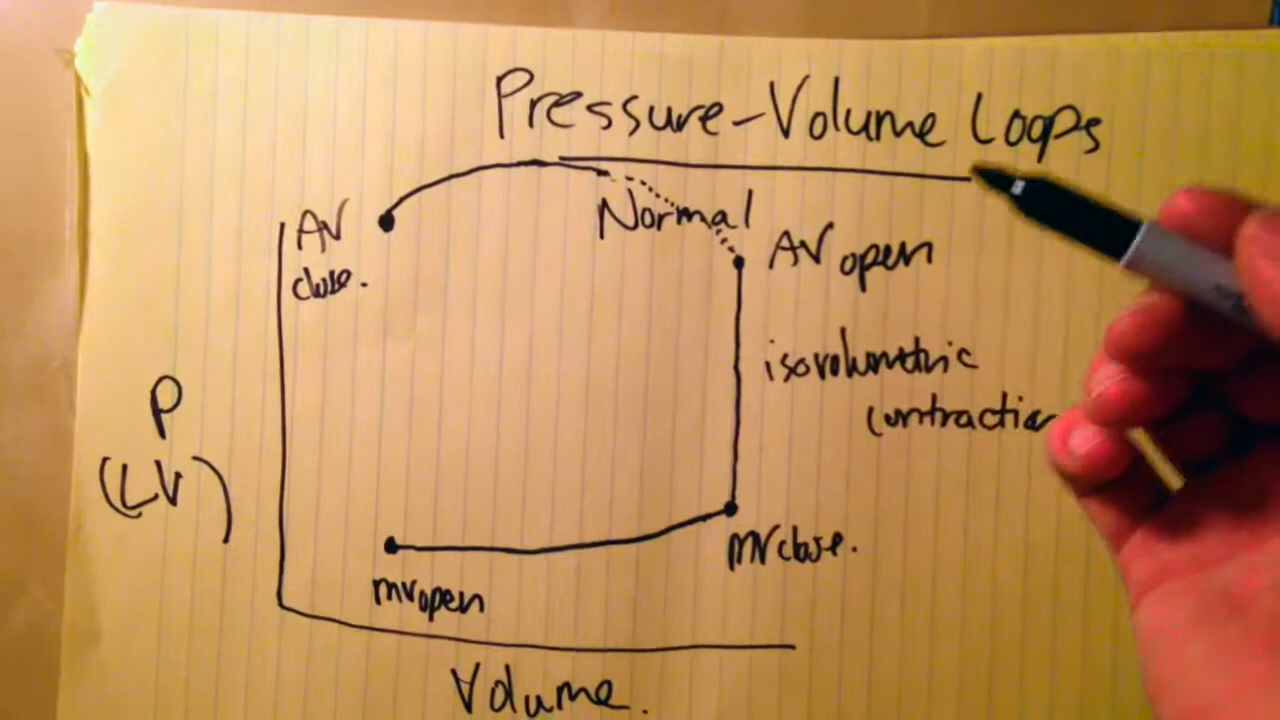 Pressure-Volume Loops
Normal
AV
close.
AV open
isovolumetric
contraction
P
(LV)
mv open
MV close.
Volume.